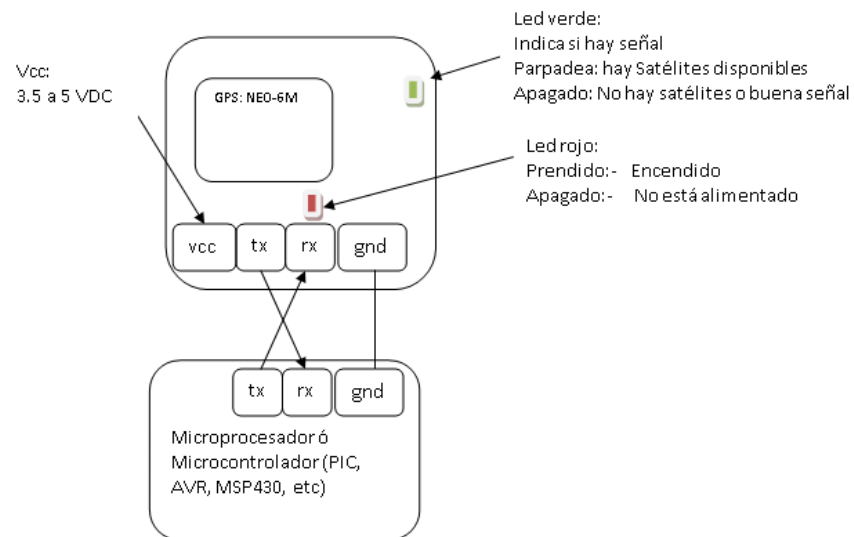 Led verde:
Indica si hay señal
Parpadea: hay Satélites disponibles
Apagado: No hay satélites o buena señal
Vcc:
3.5 a 5 VDC
GPS: NEO-6M
Led rojo:
Prendido:- Encendido
Apagado:- No está alimentado
vcc tx rx gnd
tx rx gnd
Microprocesador ó
Microcontrolador (PIC,
AVR, MSP430, etc)